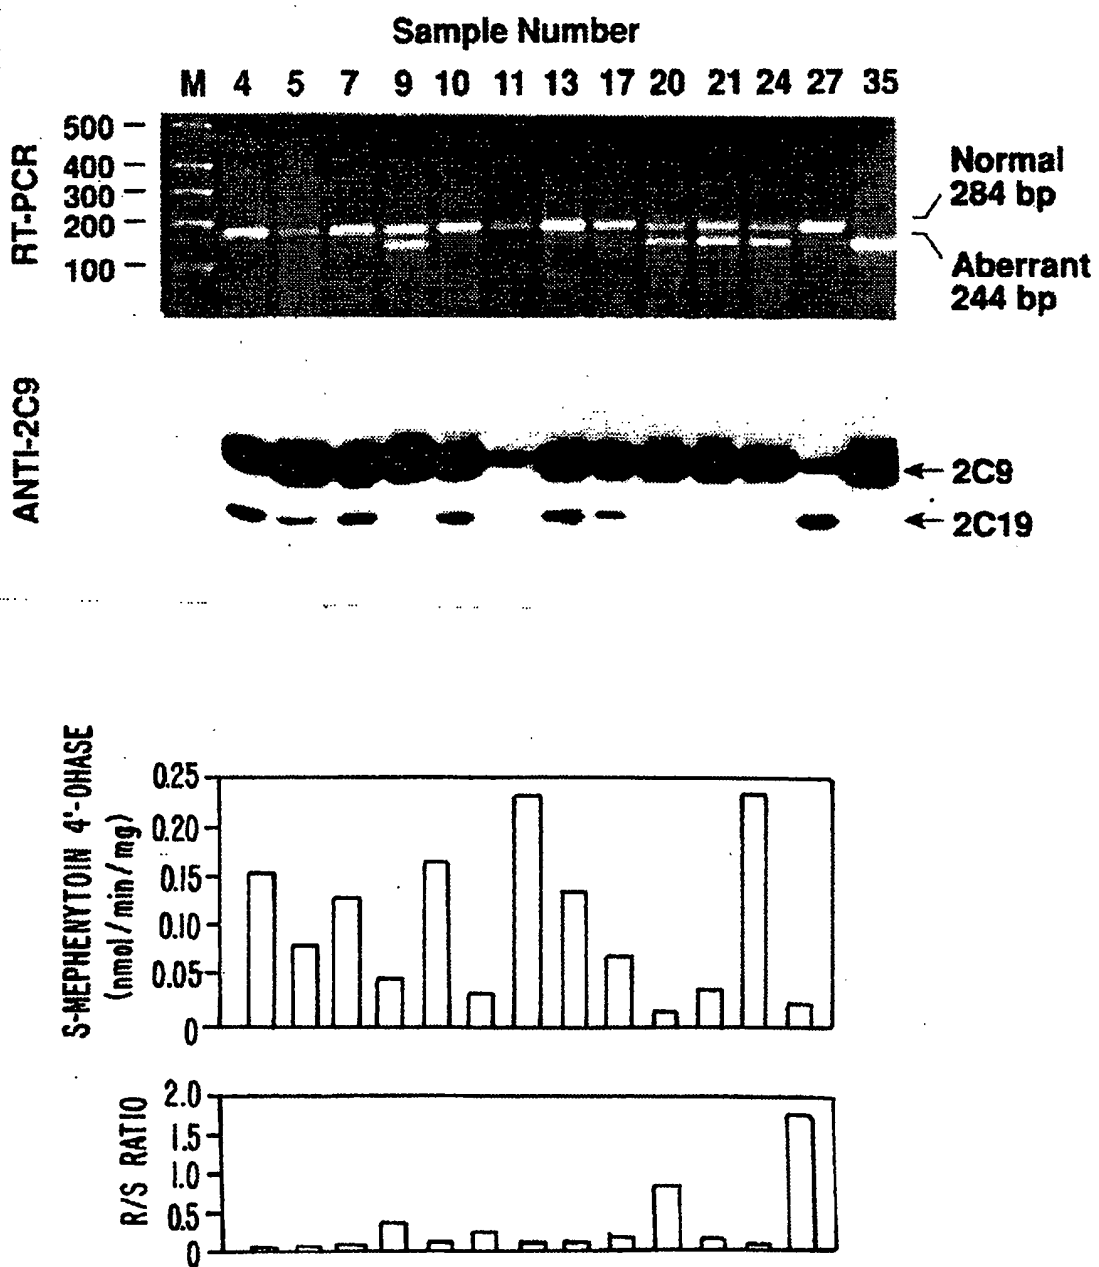 Sample Number
M 4 5 7 9 10 11 13 17 20 21 24 27 35
RT-PCR
500
400
300
200
100
Normal
284 bp
Aberrant
244 bp
ANTI-2C9
2C9
2C19
S-MEPHENYTOIN 4'-OHASE
(nmol/min/mg)
0.25
0.20
0.15
0.10
0.05
0
R/S RATIO
2.0
1.5
1.0
0.5
0